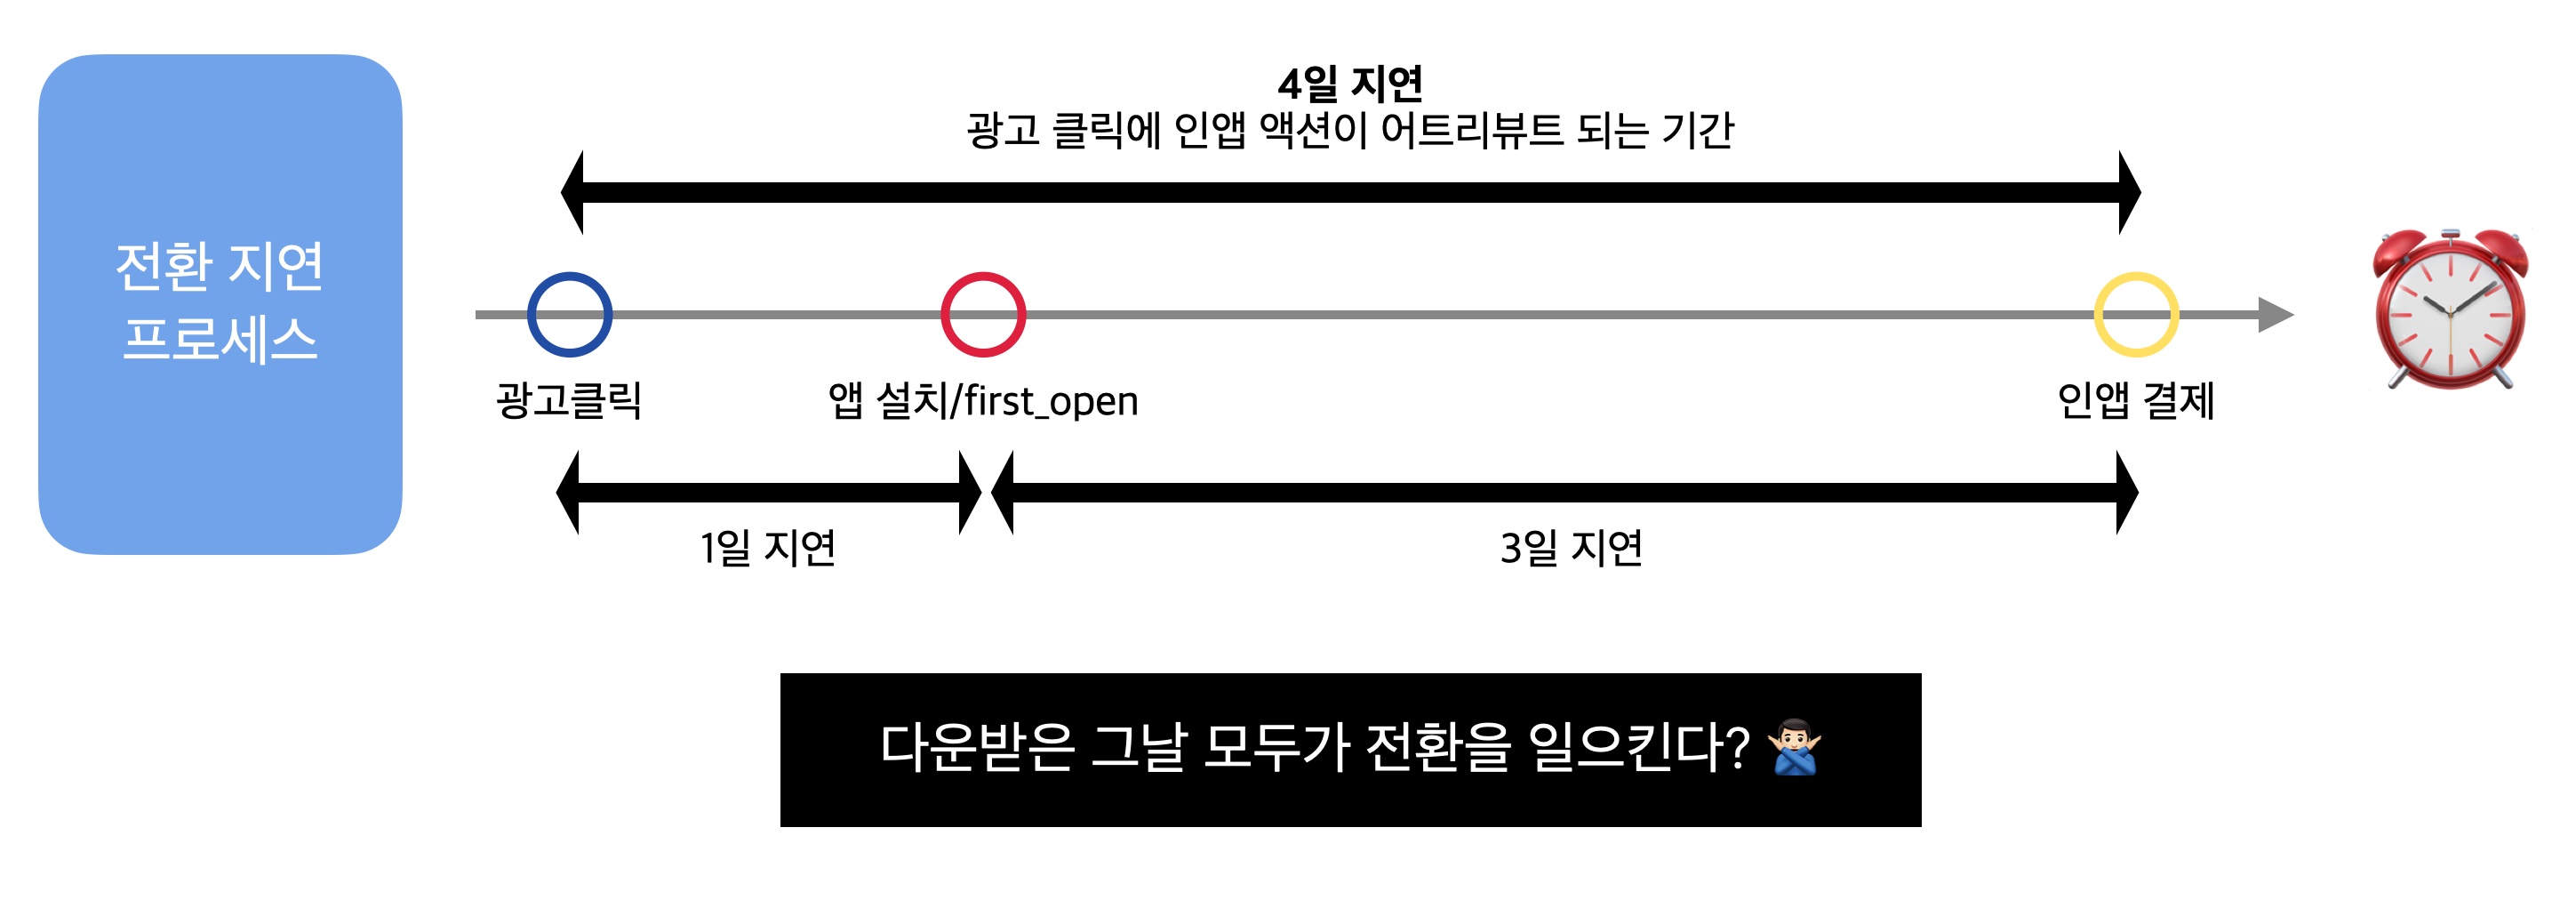 전환 지연
프로세스
4일 지연
광고 클릭에 인앱 액션이 어트리뷰트 되는 기간
광고클릭
앱 설치/first_open
인앱 결제
1일 지연
3일 지연
다운받은 그날 모두가 전환을 일으킨다? 🙅🏻‍♂️